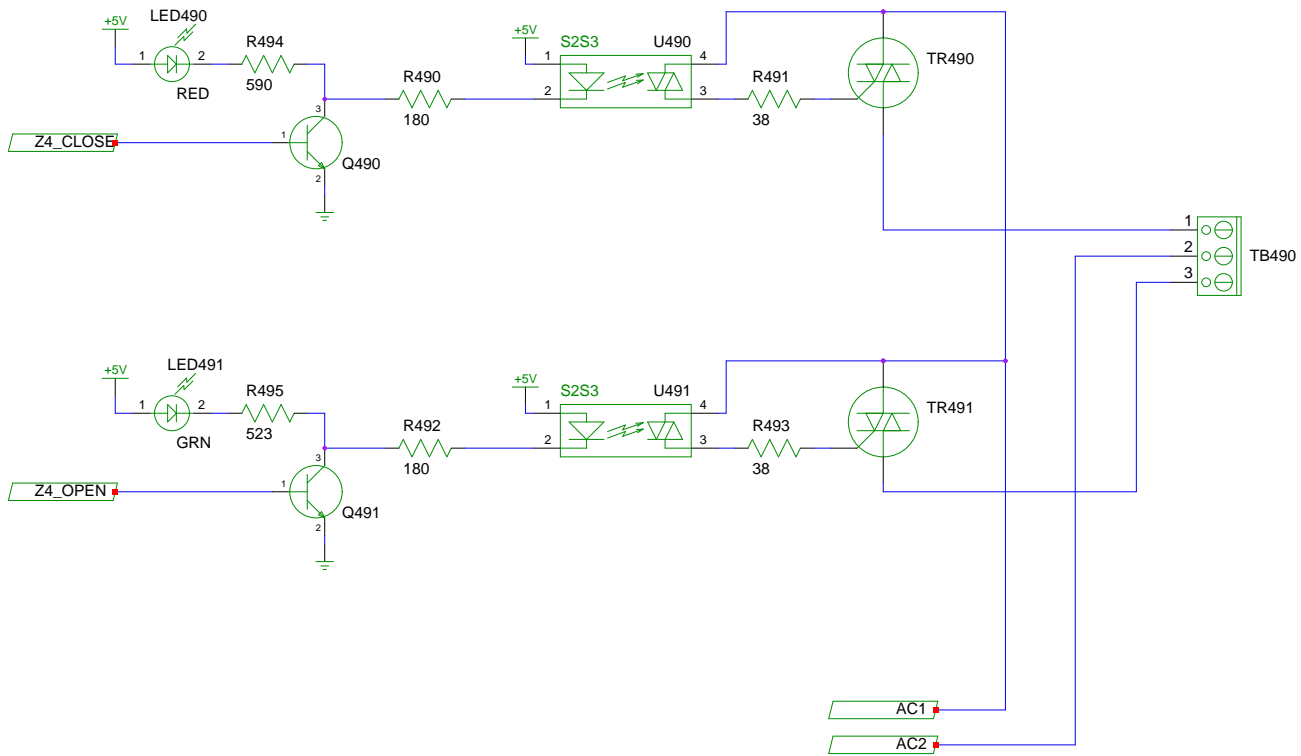 LED490
+5V
1
2
R494
590
RED
Z4_CLOSE
1
3
2
Q490
R490
180
+5V
S2S3
U490
1
2
4
3
R491
38
TR490
1
2
3
TB490
LED491
+5V
1
2
R495
523
GRN
Z4_OPEN
1
3
2
Q491
R492
180
+5V
S2S3
U491
1
2
4
3
R493
38
TR491
AC1
AC2